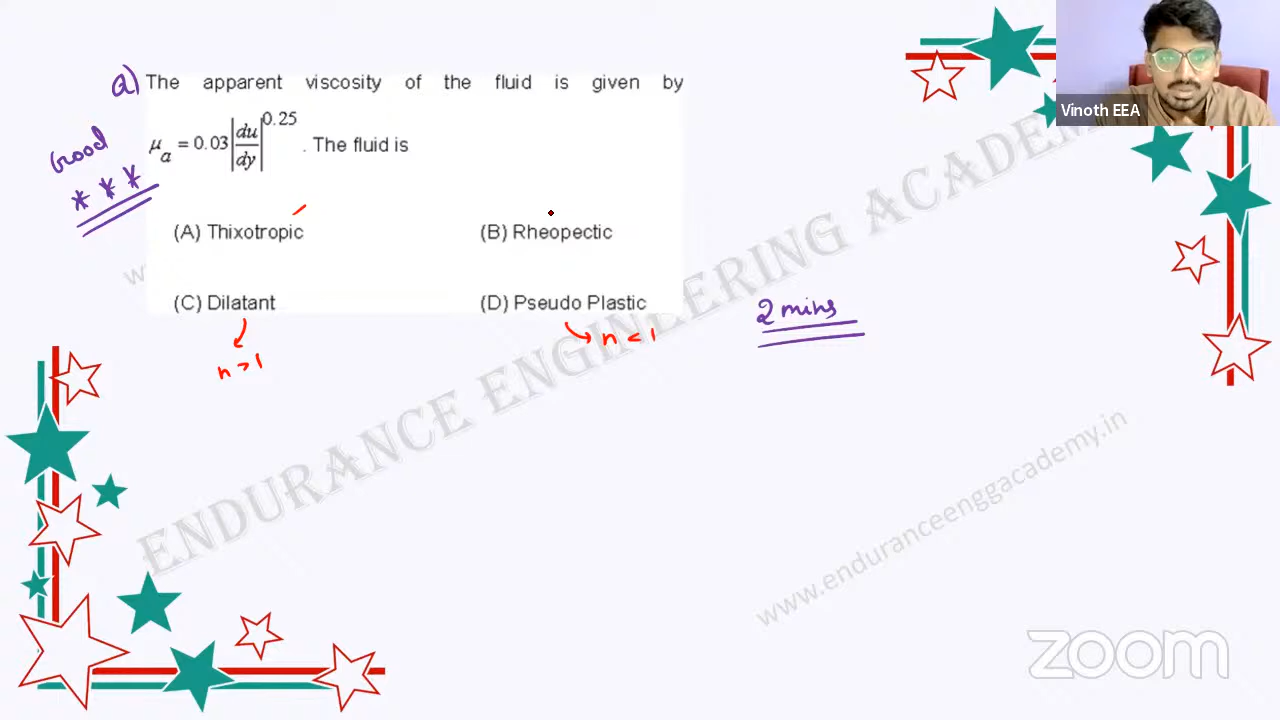 Q) The apparent viscosity of the fluid is given by
μₐ = 0.03 |du/dy|^0.25 . The fluid is
Good
***
(A) Thixotropic
(B) Rheopectic
(C) Dilatant
(D) Pseudo Plastic
n > 1
n < 1
2 mins
Vinoth EEA
ENDURANCE ENGINEERING ACADEM
www.enduranceenggacademy.in
w
zoom